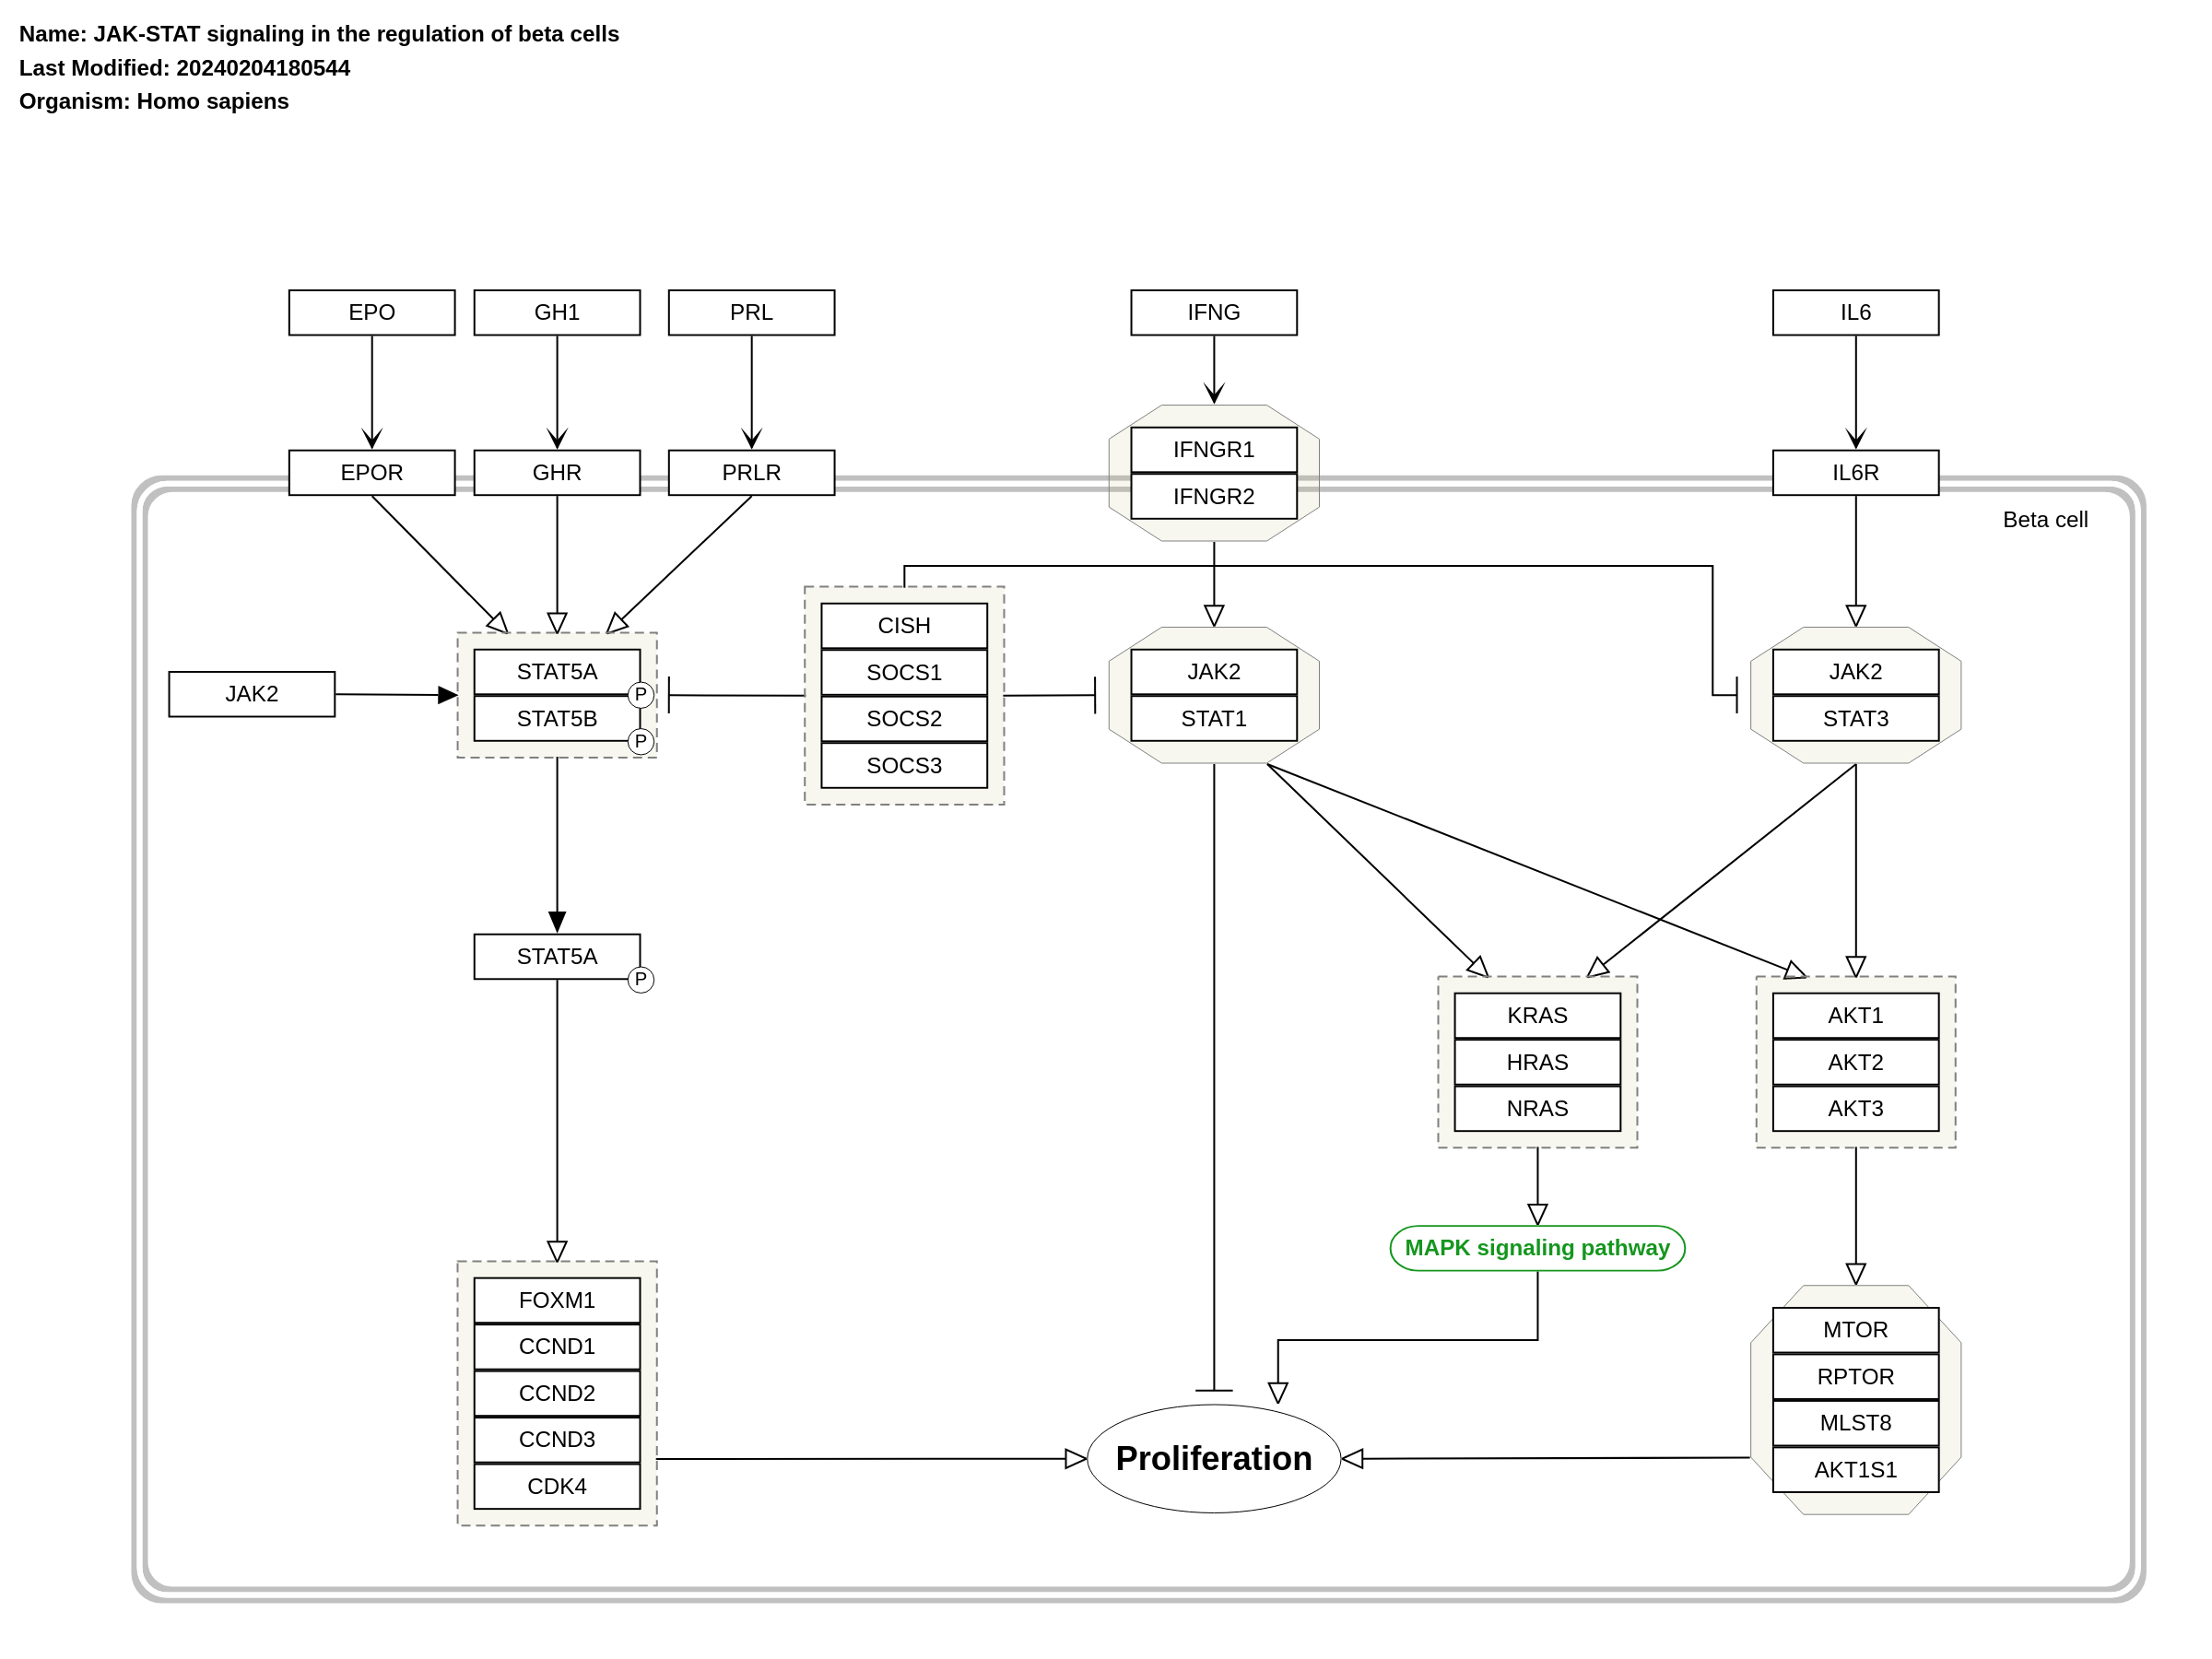 Name: JAK-STAT signaling in the regulation of beta cells
Last Modified: 20240204180544
Organism: Homo sapiens
EPO
GH1
PRL
IFNG
IL6
EPOR
GHR
PRLR
IFNGR1
IFNGR2
IL6R
Beta cell
JAK2
STAT5A
P
STAT5B
P
CISH
SOCS1
SOCS2
SOCS3
JAK2
STAT1
JAK2
STAT3
STAT5A
P
KRAS
HRAS
NRAS
AKT1
AKT2
AKT3
MAPK signaling pathway
FOXM1
CCND1
CCND2
CCND3
CDK4
Proliferation
MTOR
RPTOR
MLST8
AKT1S1